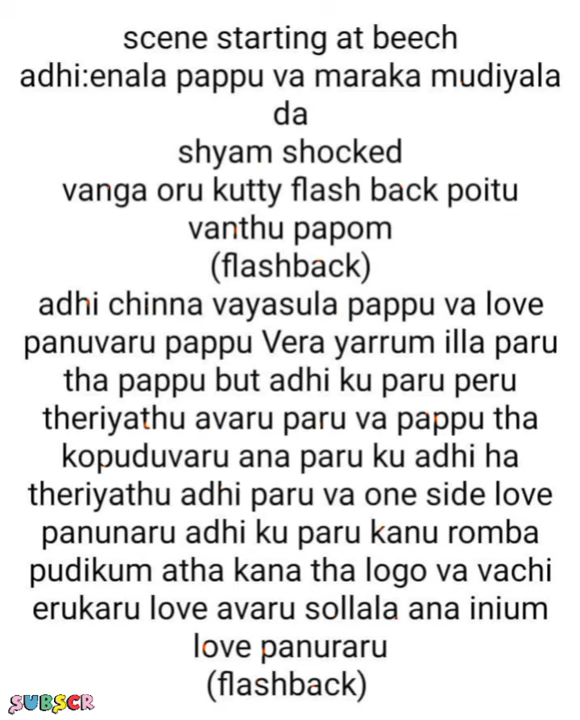 scene starting at beech
adhi:enala pappu va maraka mudiyala
da
shyam shocked
vanga oru kutty flash back poitu
vanthu papom
(flashback)
adhi chinna vayasula pappu va love
panuvaru pappu Vera yarrum illa paru
tha pappu but adhi ku paru peru
theriyathu avaru paru va pappu tha
kopuduvaru ana paru ku adhi ha
theriyathu adhi paru va one side love
panunaru adhi ku paru kanu romba
pudikum atha kana tha logo va vachi
erukaru love avaru sollala ana inium
love panuraru
(flashback)
SUBSCR